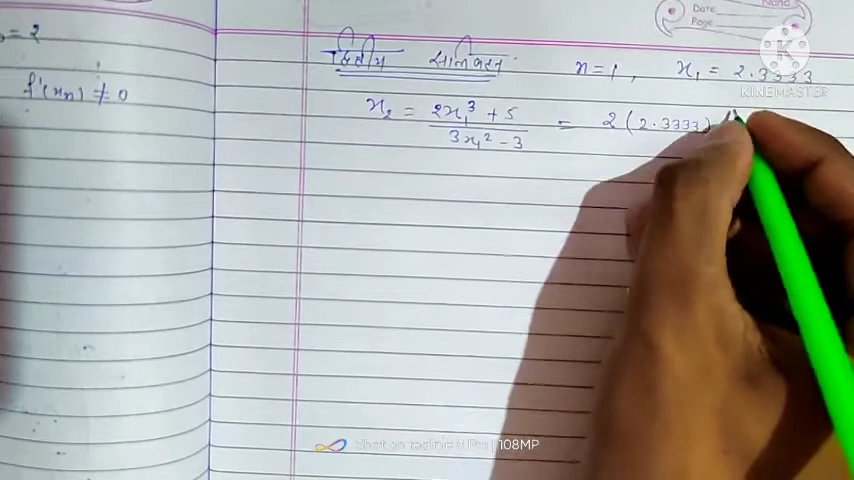 = 2
f'(xn) ≠ 0
Date
Page
द्वितीय सन्निकटन n = 1 , x₁ = 2.3333
KINEMASTER
x₂ = (2x₁³ + 5)/(3x₁² - 3) = 2(2.3333)
Shot on realme 8 Pro | 108MP